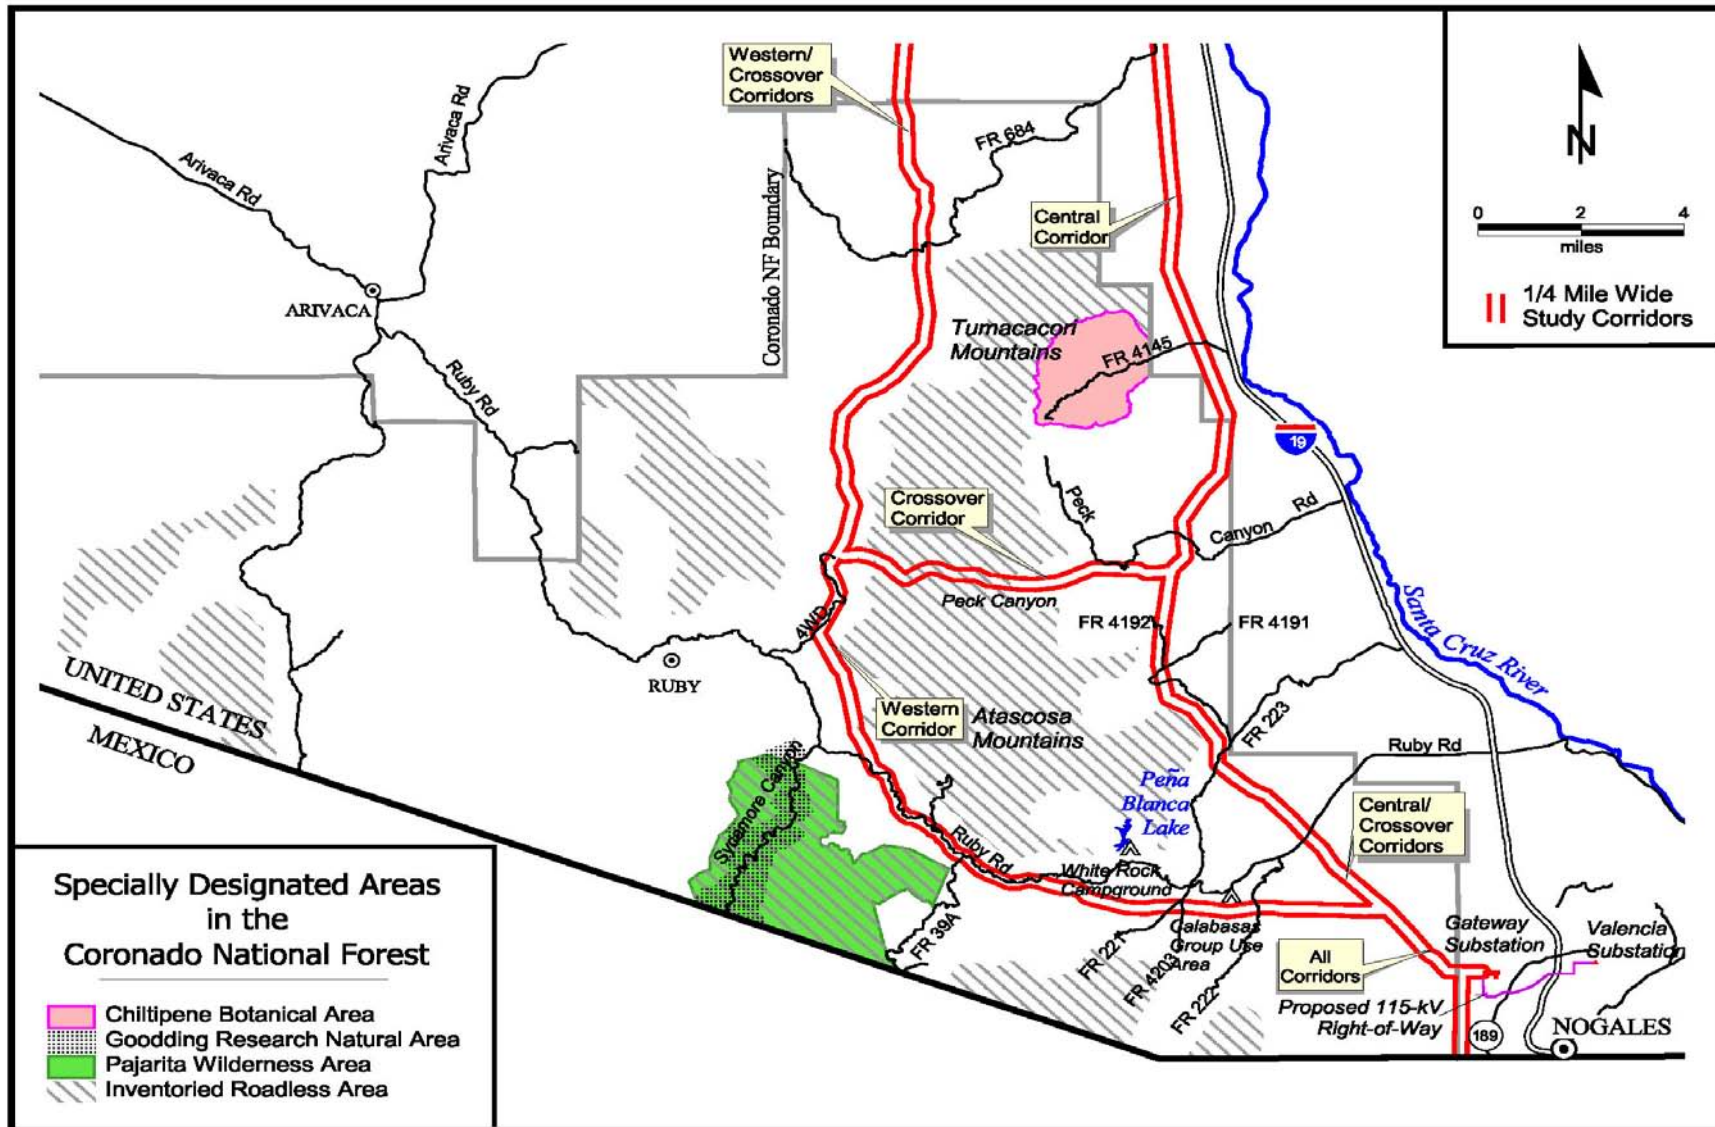 Western/
Crossover
Corridors
Arivaca Rd
Arivaca Rd
FR 684
Coronado NF Boundary
Central
Corridor
N
0 2 4
miles
1/4 Mile Wide
Study Corridors
ARIVACA
Tumacacori
Mountains
FR 4145
Ruby Rd
19
Crossover
Corridor
Peck
Canyon
Rd
Peck Canyon
4WD
FR 4192
FR 4191
Santa Cruz River
RUBY
UNITED STATES
MEXICO
Western
Corridor
Atascosa
Mountains
FR 223
Ruby Rd
Sycamore Canyon
Peña
Blanca
Lake
Central/
Crossover
Corridors
Ruby Rd
White Rock
Campground
FR 39A
FR 221
Calabasas
Group Use
Area
FR 4203
FR 222
All
Corridors
Gateway
Substation
Valencia
Substation
Proposed 115-kV
Right-of-Way
189
NOGALES
Specially Designated Areas
in the
Coronado National Forest
Chiltipene Botanical Area
Goodding Research Natural Area
Pajarita Wilderness Area
Inventoried Roadless Area